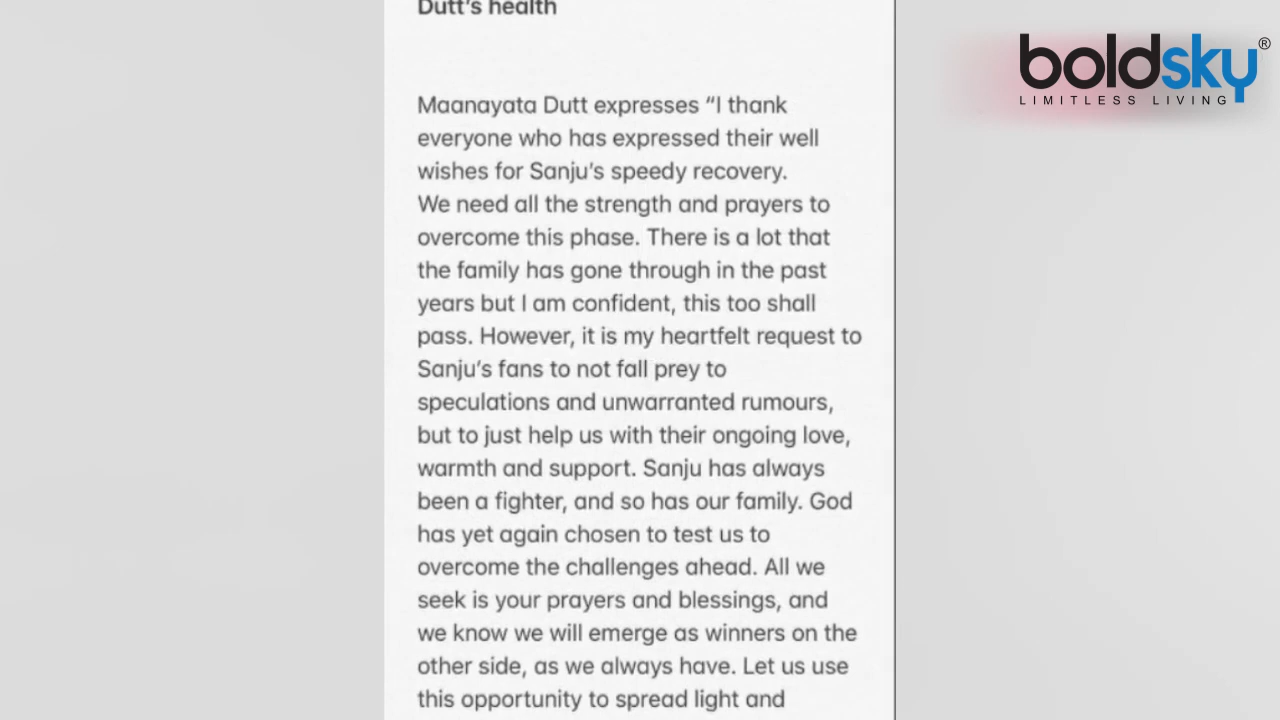 Dutt's health
boldsky®
LIMITLESS LIVING
Maanayata Dutt expresses “I thank
everyone who has expressed their well
wishes for Sanju’s speedy recovery.
We need all the strength and prayers to
overcome this phase. There is a lot that
the family has gone through in the past
years but I am confident, this too shall
pass. However, it is my heartfelt request to
Sanju’s fans to not fall prey to
speculations and unwarranted rumours,
but to just help us with their ongoing love,
warmth and support. Sanju has always
been a fighter, and so has our family. God
has yet again chosen to test us to
overcome the challenges ahead. All we
seek is your prayers and blessings, and
we know we will emerge as winners on the
other side, as we always have. Let us use
this opportunity to spread light and